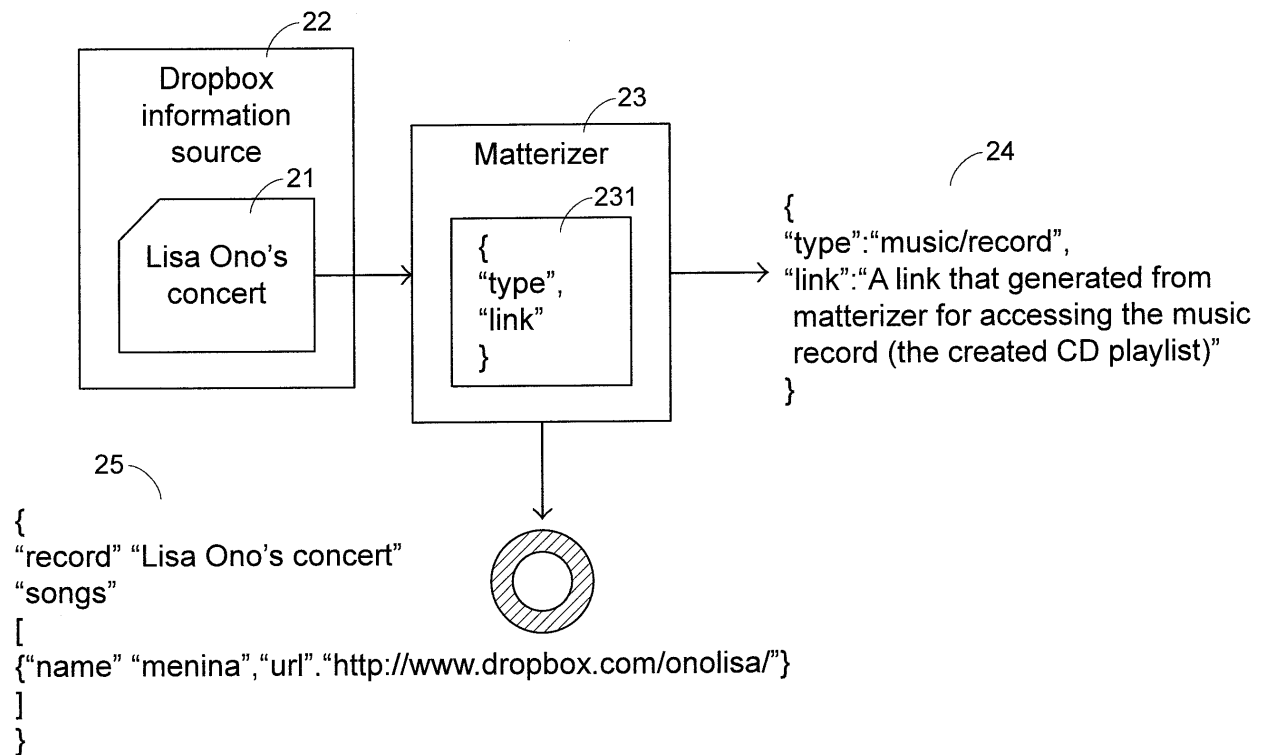 22
Dropbox
information
source
21
Lisa Ono’s
concert
23
Matterizer
231
{
“type”,
“link”
}
24
{
“type”:“music/record”,
“link”:“A link that generated from
matterizer for accessing the music
record (the created CD playlist)”
}
25
{
“record” “Lisa Ono’s concert”
“songs”
[
{“name” “menina”,“url”.“http://www.dropbox.com/onolisa/”}
]
}